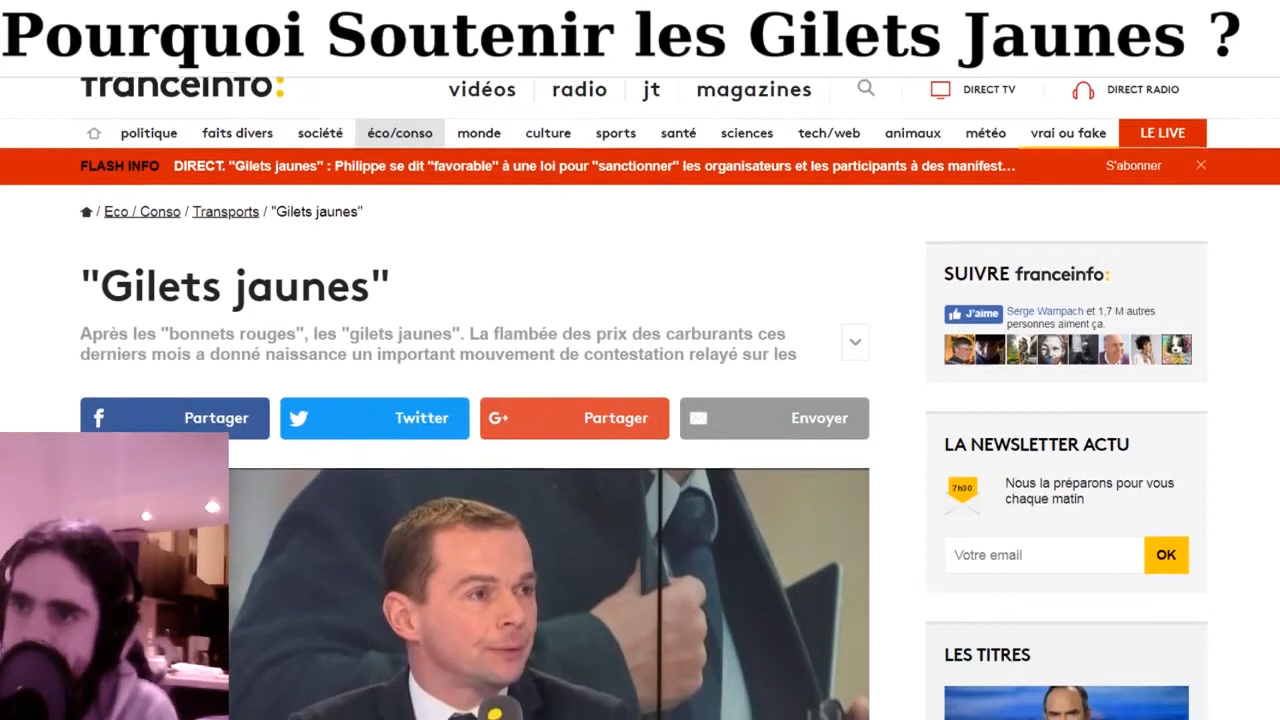 Pourquoi Soutenir les Gilets Jaunes ?
franceinfo:
vidéos radio jt magazines DIRECT TV DIRECT RADIO
politique faits divers société éco/conso monde culture sports santé sciences tech/web animaux météo vrai ou fake LE LIVE
FLASH INFO DIRECT. "Gilets jaunes" : Philippe se dit "favorable" à une loi pour "sanctionner" les organisateurs et les participants à des manifest... S'abonner
/ Eco / Conso / Transports / "Gilets jaunes"
"Gilets jaunes"
Après les "bonnets rouges", les "gilets jaunes". La flambée des prix des carburants ces
derniers mois a donné naissance un important mouvement de contestation relayé sur les
Partager Twitter G+ Partager Envoyer
SUIVRE franceinfo:
J'aime Serge Wampach et 1,7 M autres
personnes aiment ça.
LA NEWSLETTER ACTU
7h30 Nous la préparons pour vous
chaque matin
Votre email OK
LES TITRES